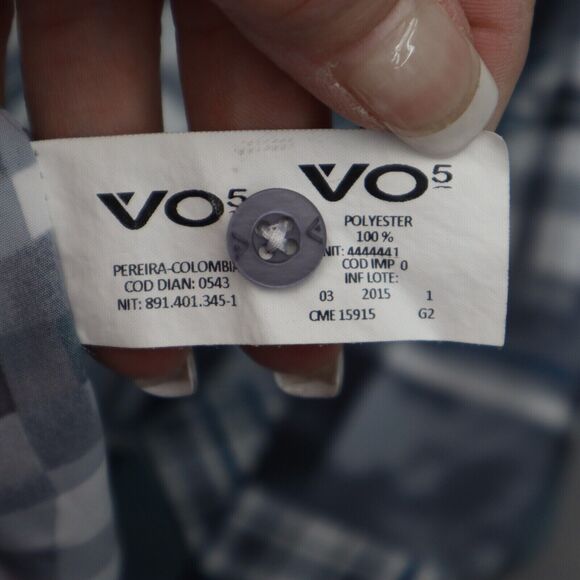 VO5
PEREIRA-COLOMBIA
COD DIAN: 0543
NIT: 891.401.345-1
VO5
POLYESTER
100 %
NIT: 4444441
COD IMP 0
INF LOTE:
03 2015 1
CME 15915 G2